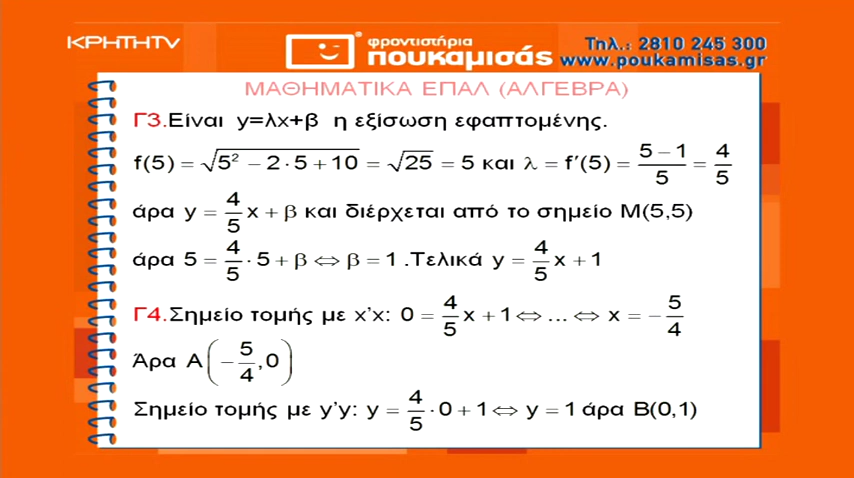 ΚΡΗΤΗTV
φροντιστήρια
πουκαμισάς
Τηλ.: 2810 245 300
www.poukamisas.gr
ΜΑΘΗΜΑΤΙΚΑ ΕΠΑΛ (ΑΛΓΕΒΡΑ)
Γ3.Είναι y=λx+β η εξίσωση εφαπτομένης.
f(5) = √(5² − 2·5 + 10) = √25 = 5 και λ = f′(5) = (5 − 1)/5 = 4/5
άρα y = 4/5 x + β και διέρχεται από το σημείο Μ(5,5)
άρα 5 = 4/5 · 5 + β ⇔ β = 1 .Τελικά y = 4/5 x + 1
Γ4.Σημείο τομής με x’x: 0 = 4/5 x + 1 ⇔ ... ⇔ x = − 5/4
Άρα Α(− 5/4 ,0)
Σημείο τομής με y’y: y = 4/5 · 0 + 1 ⇔ y = 1 άρα Β(0,1)